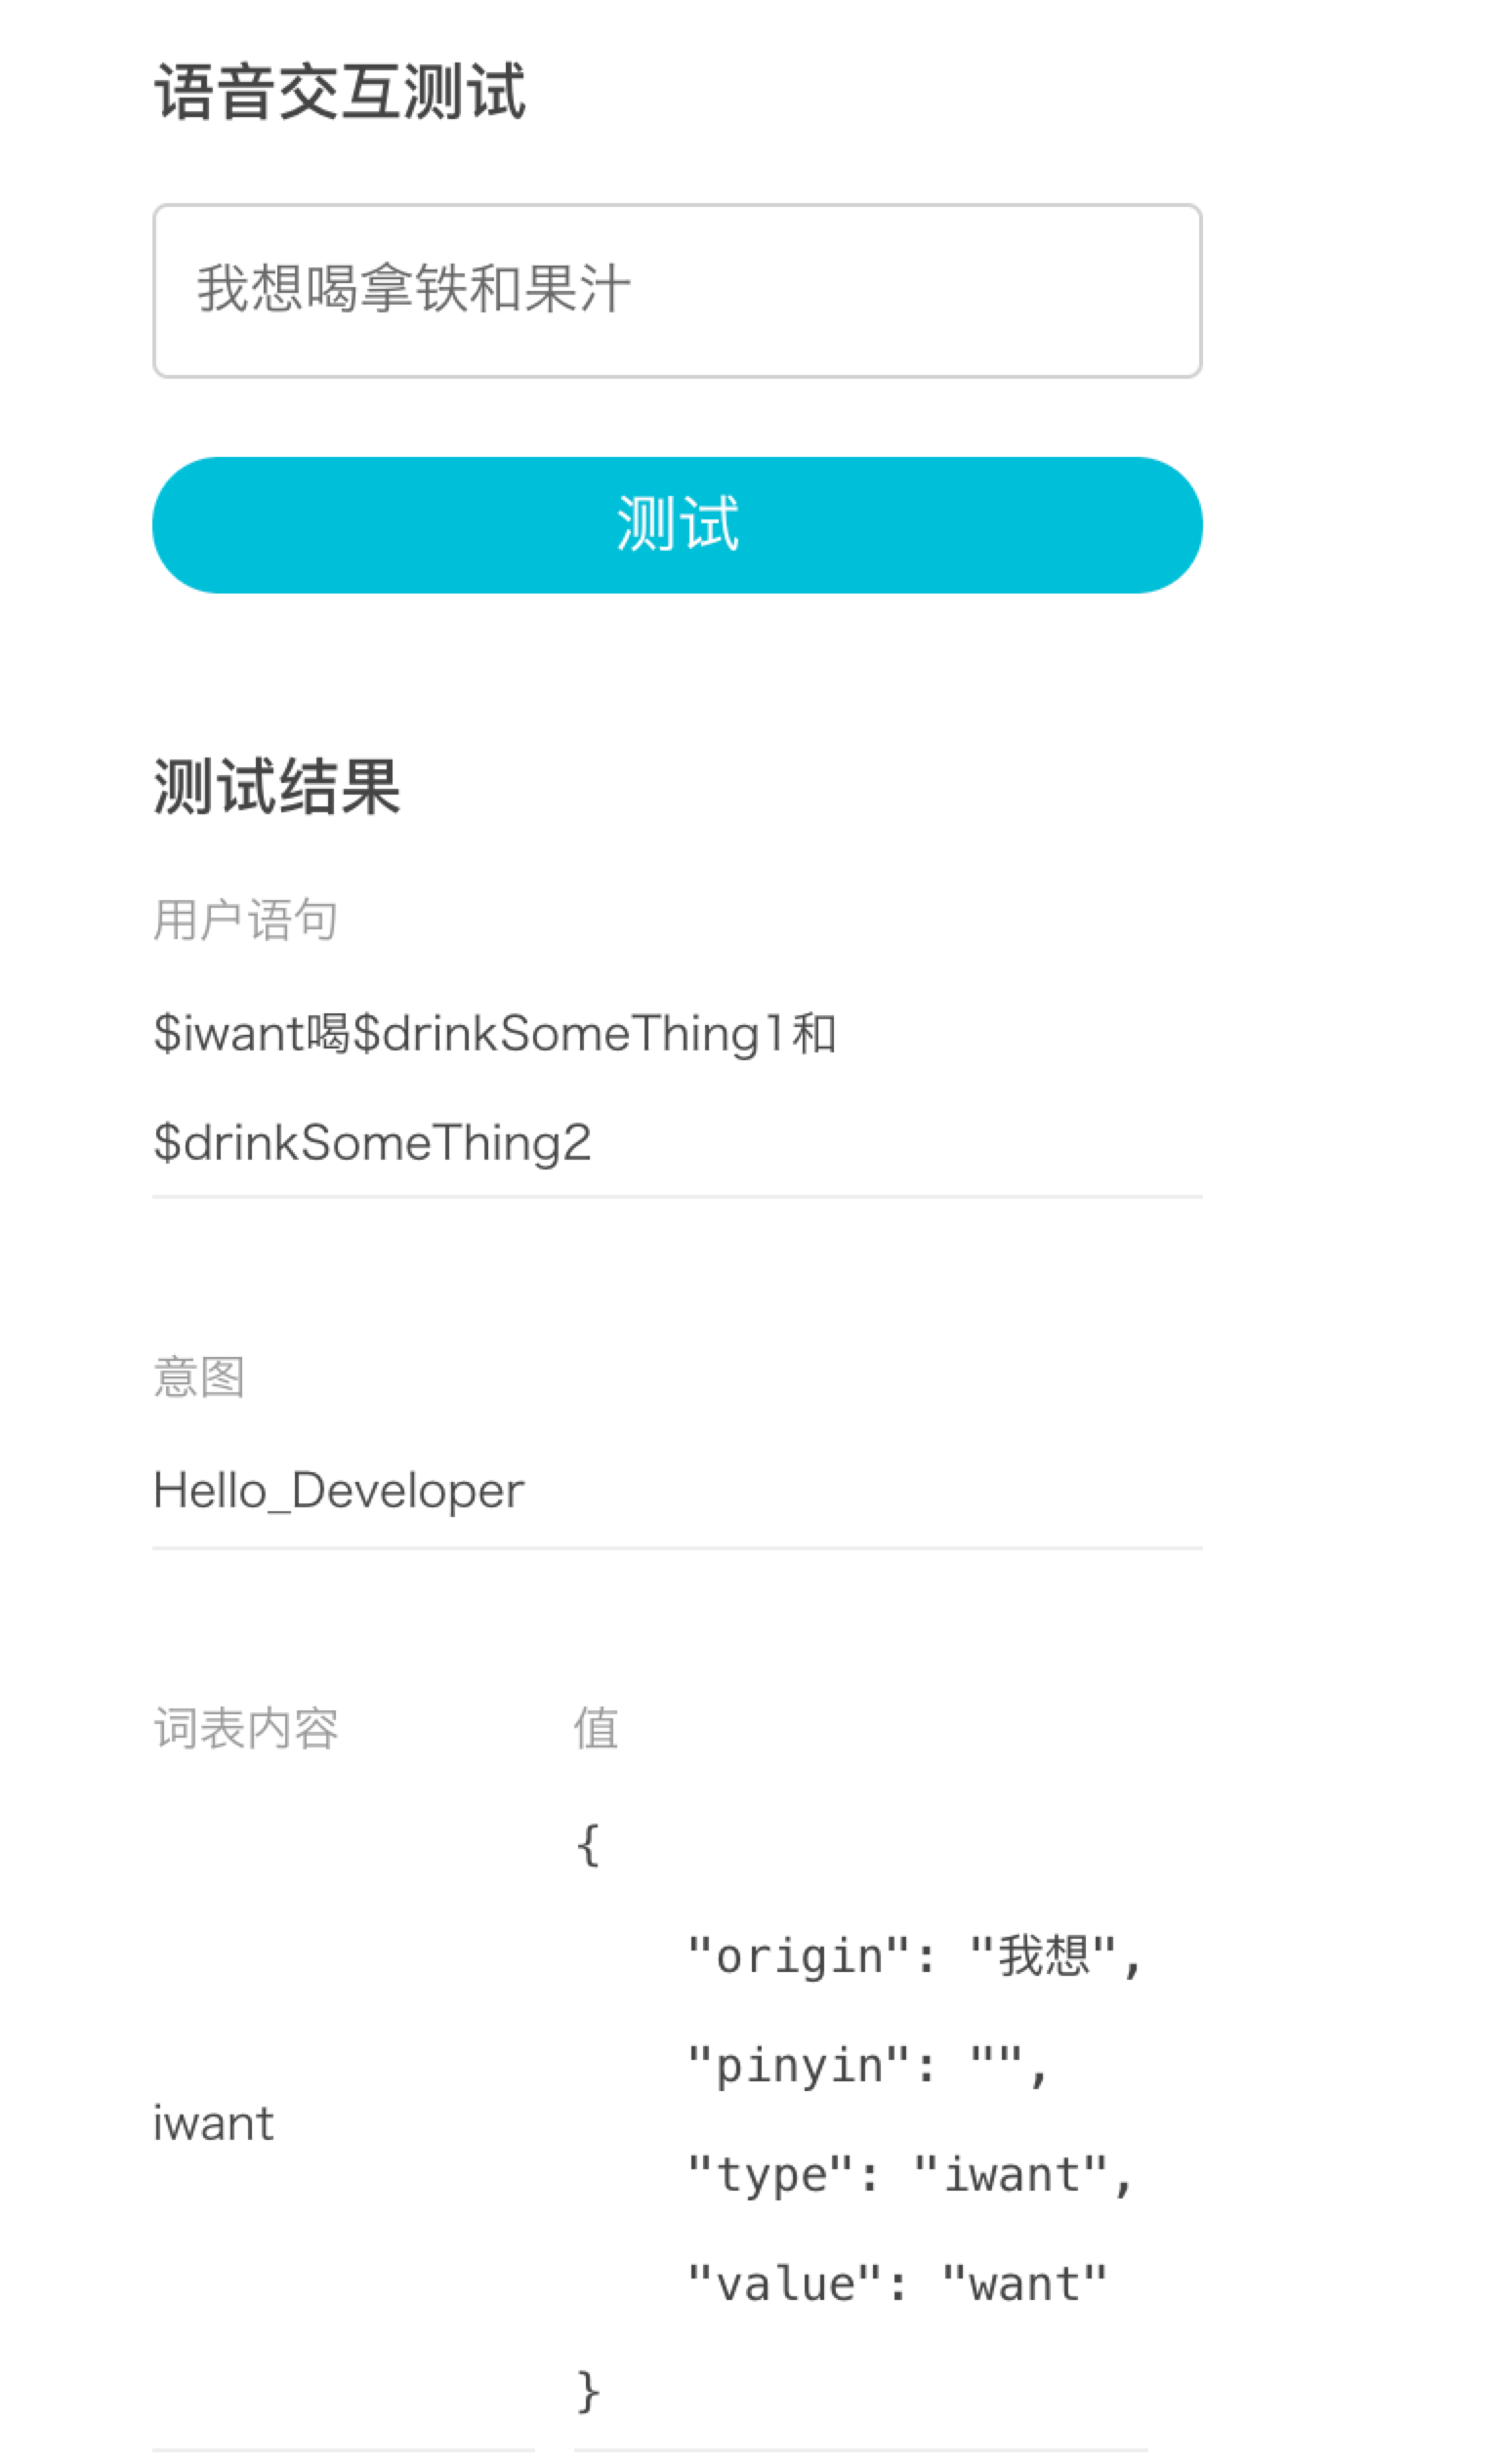 语音交互测试
我想喝拿铁和果汁
测试
测试结果
用户语句
$iwant喝$drinkSomeThing1和
$drinkSomeThing2
意图
Hello_Developer
词表内容 值
{
"origin": "我想",
"pinyin": "",
iwant
"type": "iwant",
"value": "want"
}